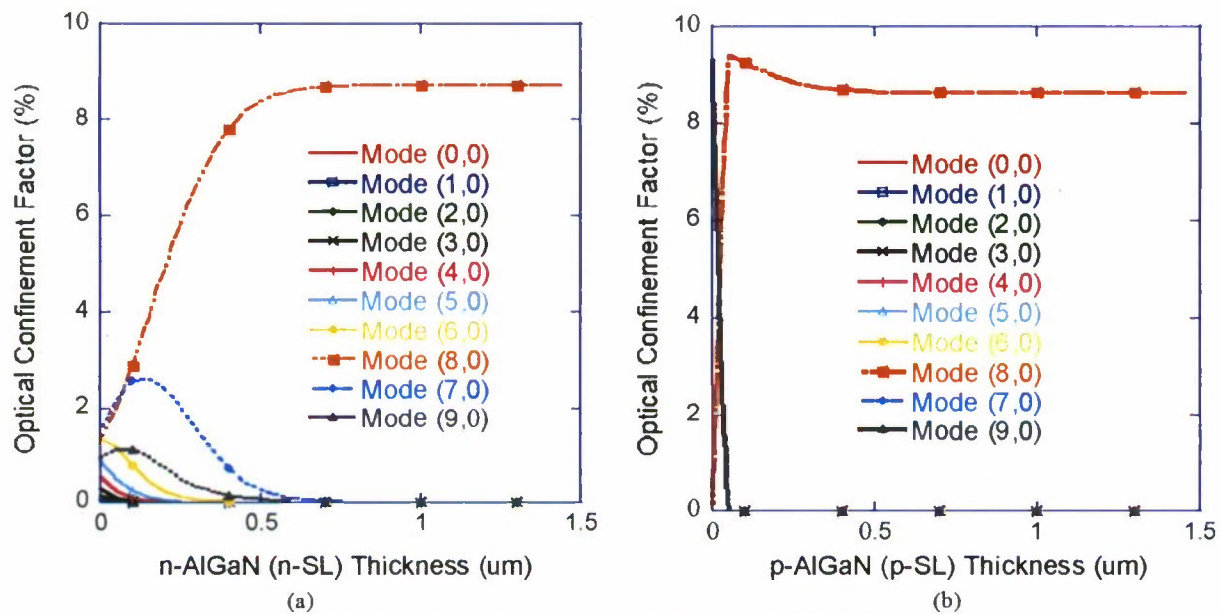 Optical Confinement Factor (%)
10
8
6
4
2
0
Mode (0,0)
Mode (1,0)
Mode (2,0)
Mode (3,0)
Mode (4,0)
Mode (5,0)
Mode (6,0)
Mode (8,0)
Mode (7,0)
Mode (9,0)
0 0.5 1 1.5
n-AlGaN (n-SL) Thickness (um)
(a)
Optical Confinement Factor (%)
10
8
6
4
2
0
Mode (0,0)
Mode (1,0)
Mode (2,0)
Mode (3,0)
Mode (4,0)
Mode (5,0)
Mode (6,0)
Mode (8,0)
Mode (7,0)
Mode (9,0)
0 0.5 1 1.5
p-AlGaN (p-SL) Thickness (um)
(b)